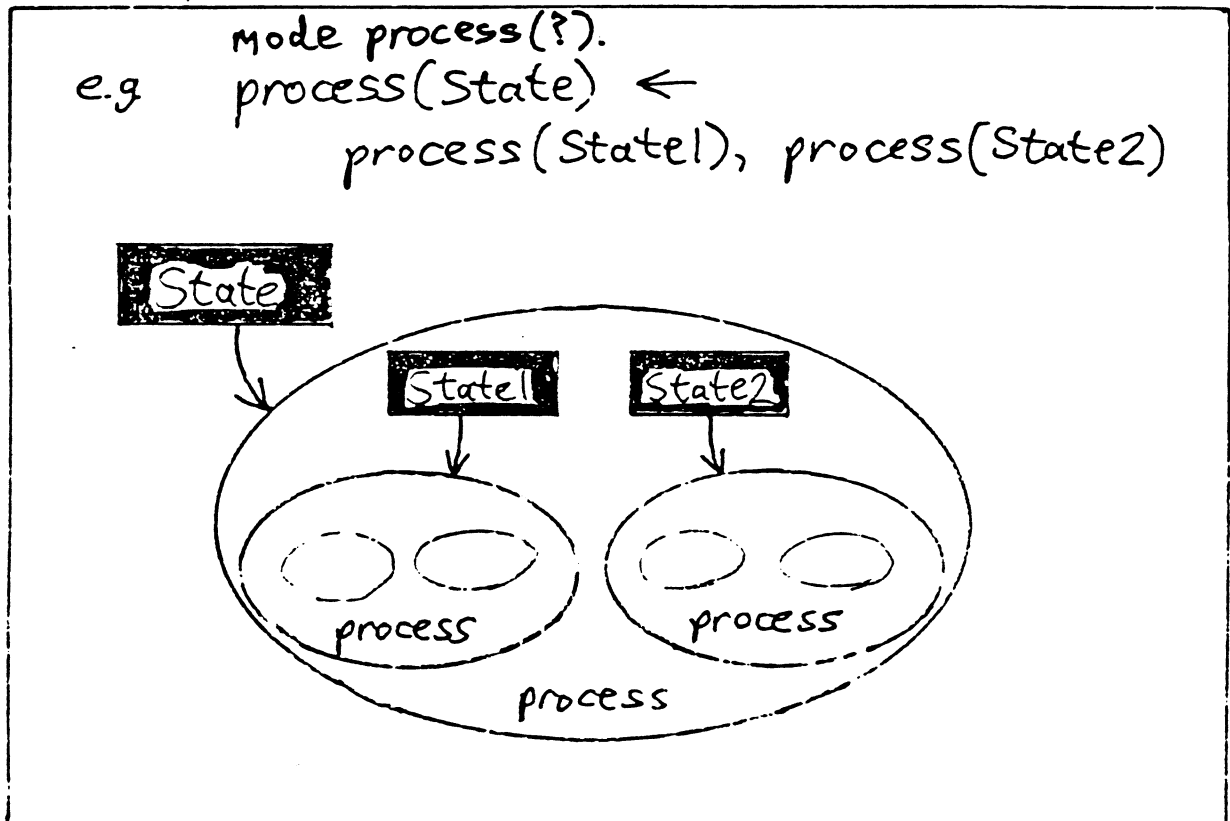 mode process(?).
e.g process(State) ←
process(State1), process(State2)
State
State1 State2
process process
process